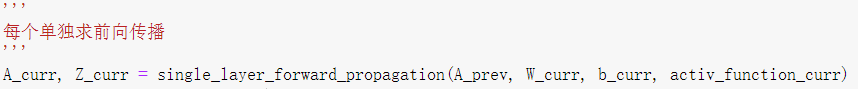 '''
每个单独求前向传播
'''
A_curr, Z_curr = single_layer_forward_propagation(A_prev, W_curr, b_curr, activ_function_curr)